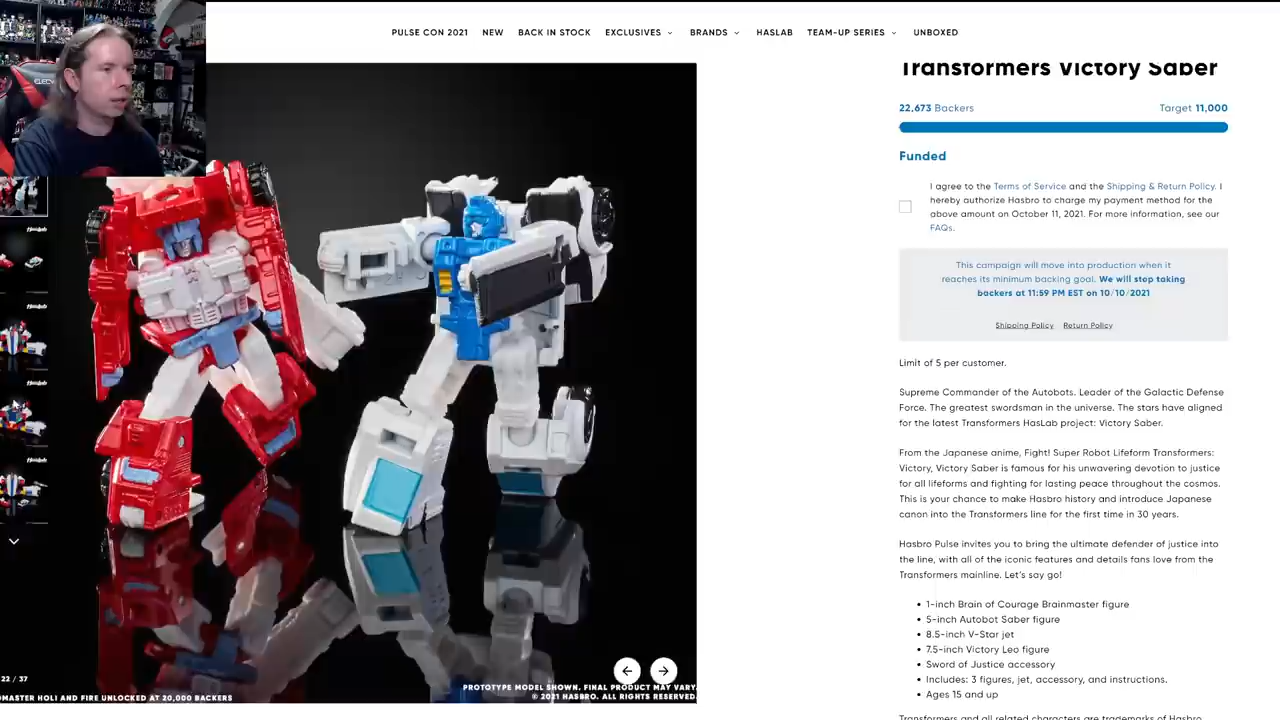 PULSE CON 2021 NEW BACK IN STOCK EXCLUSIVES BRANDS HASLAB TEAM-UP SERIES UNBOXED
Transformers Victory Saber
22,673 Backers Target 11,000
Funded
I agree to the Terms of Service and the Shipping & Return Policy. I
hereby authorize Hasbro to charge my payment method for the
above amount on October 11, 2021. For more information, see our
FAQs.
This campaign will move into production when it
reaches its minimum backing goal. We will stop taking
backers at 11:59 PM EST on 10/10/2021
Shipping Policy Return Policy
Limit of 5 per customer.
Supreme Commander of the Autobots. Leader of the Galactic Defense
Force. The greatest swordsman in the universe. The stars have aligned
for the latest Transformers HasLab project: Victory Saber.
From the Japanese anime, Fight! Super Robot Lifeform Transformers:
Victory, Victory Saber is famous for his unwavering devotion to justice
for all lifeforms and fighting for lasting peace throughout the cosmos.
This is your chance to make Hasbro history and introduce Japanese
canon into the Transformers line for the first time in 30 years.
Hasbro Pulse invites you to bring the ultimate defender of justice into
the line, with all of the iconic features and details fans love from the
Transformers mainline. Let's say go!
• 1-inch Brain of Courage Brainmaster figure
• 5-inch Autobot Saber figure
• 8.5-inch V-Star jet
• 7.5-inch Victory Leo figure
• Sword of Justice accessory
• Includes: 3 figures, jet, accessory, and instructions.
• Ages 15 and up
Transformers and all related characters are trademarks of Hasbro
22 / 37
OMASTER HOLI AND FIRE UNLOCKED AT 20,000 BACKERS
PROTOTYPE MODEL SHOWN. FINAL PRODUCT MAY VARY.
© 2021 HASBRO. ALL RIGHTS RESERVED.